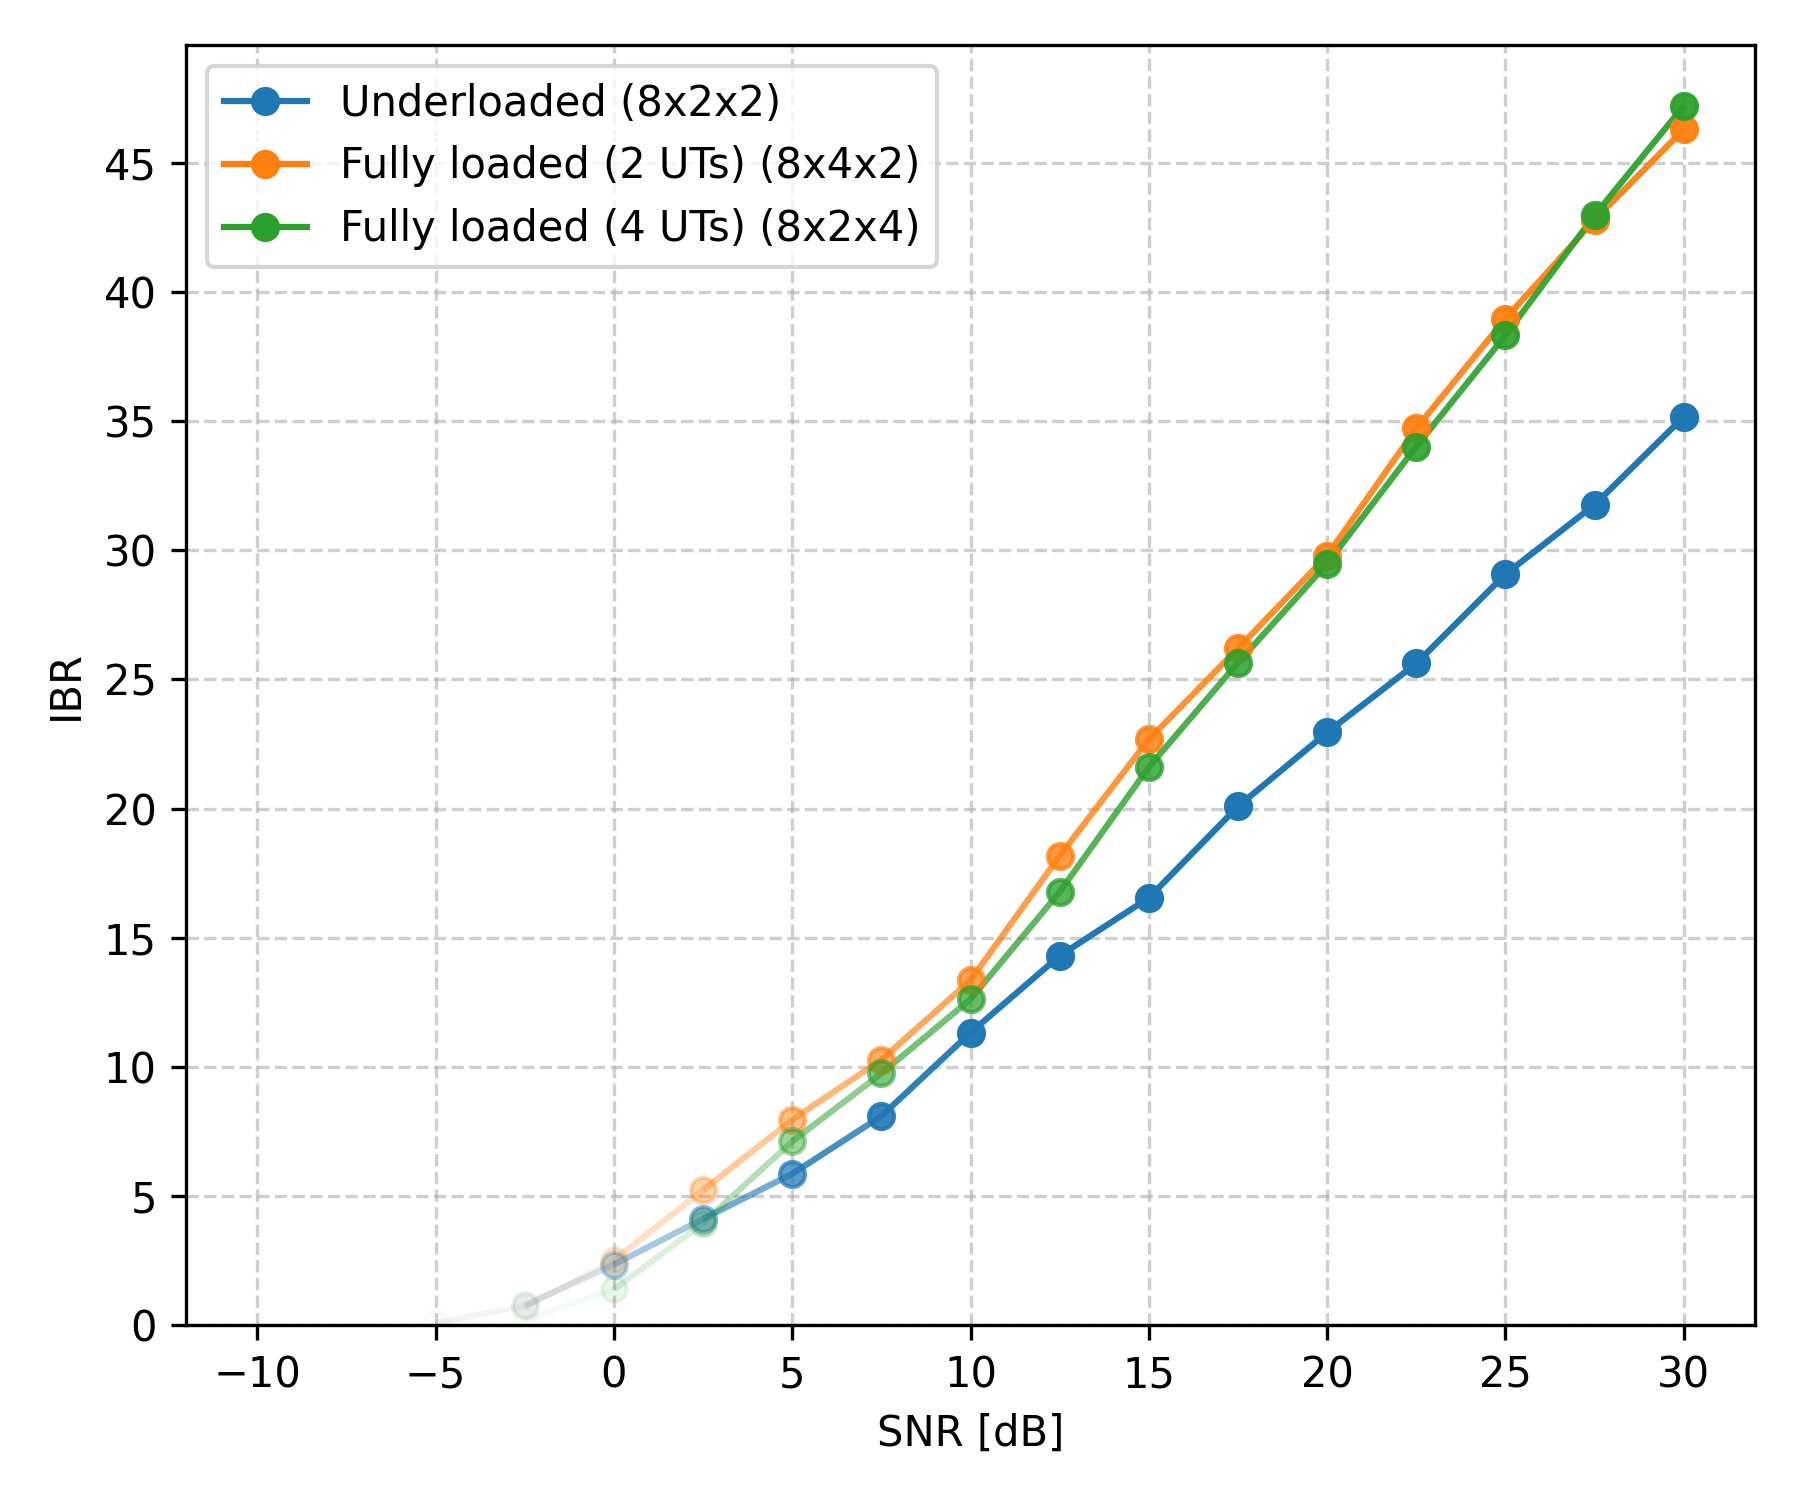 Underloaded (8x2x2)
Fully loaded (2 UTs) (8x4x2)
Fully loaded (4 UTs) (8x2x4)
45
40
35
30
25
20
15
10
5
0
IBR
−10 −5 0 5 10 15 20 25 30
SNR [dB]